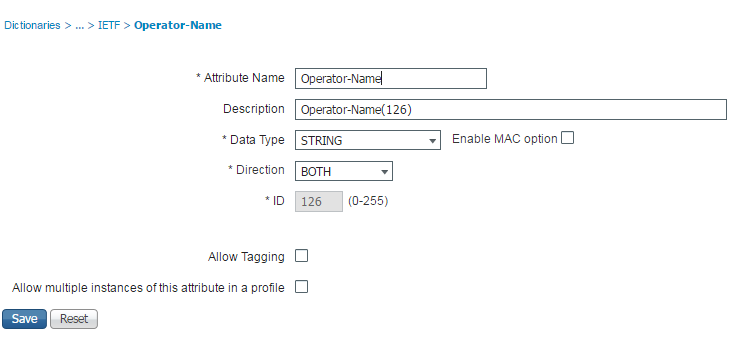 Dictionaries > ... > IETF > Operator-Name
* Attribute Name Operator-Name
Description Operator-Name(126)
* Data Type STRING Enable MAC option
* Direction BOTH
* ID 126 (0-255)
Allow Tagging
Allow multiple instances of this attribute in a profile
Save Reset